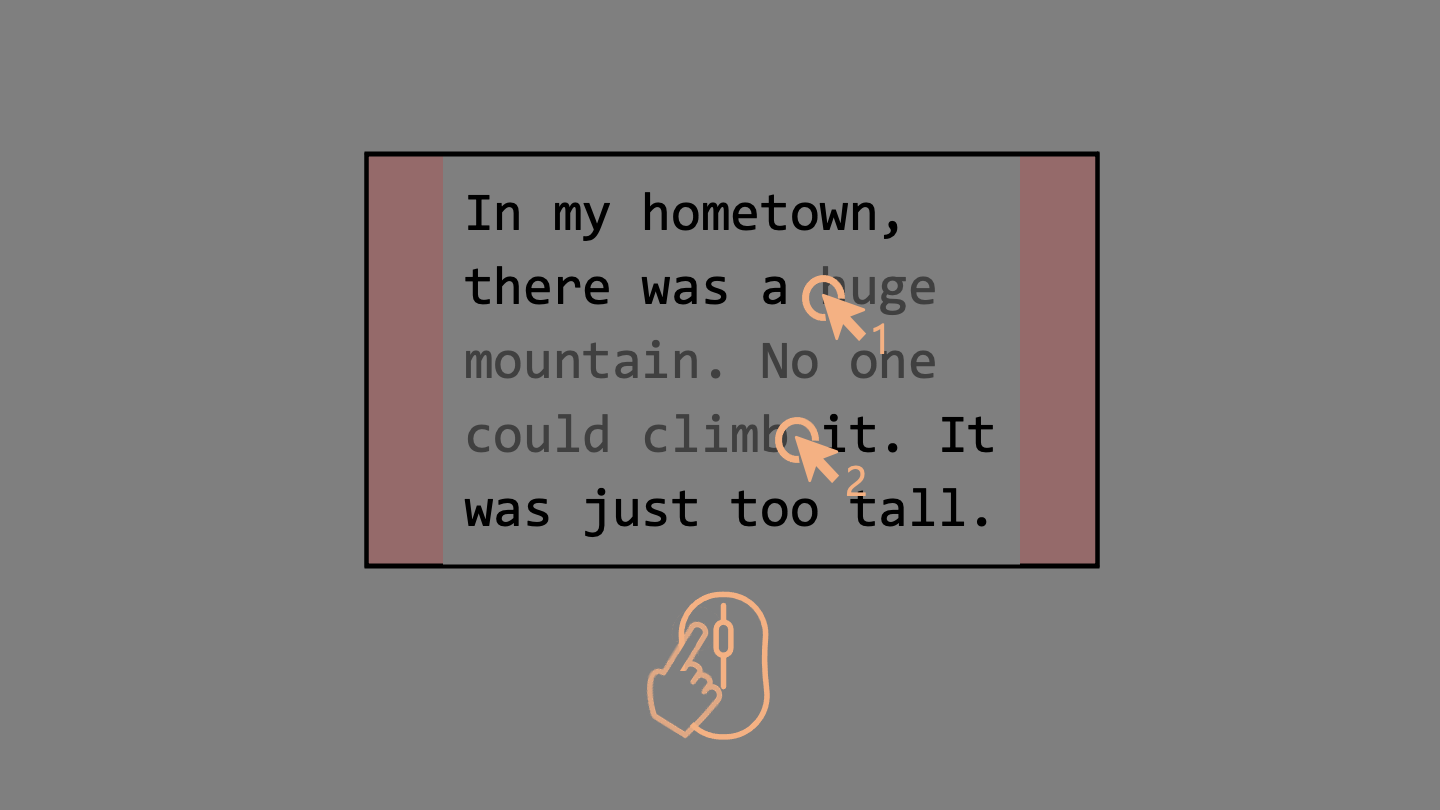 In my hometown,
there was a huge
1
mountain. No one
could climb it. It
2
was just too tall.